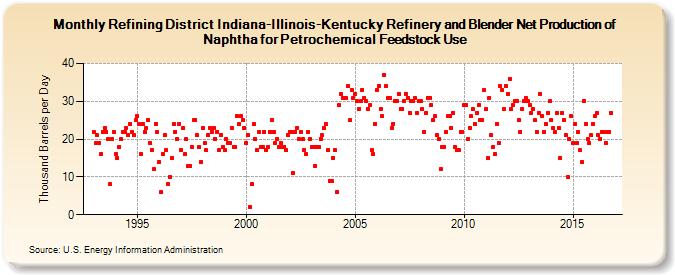 Monthly Refining District Indiana-Illinois-Kentucky Refinery and Blender Net Production of
Naphtha for Petrochemical Feedstock Use
Thousand Barrels per Day
40
30
20
10
0
1995
2000
2005
2010
2015
Source: U.S. Energy Information Administration